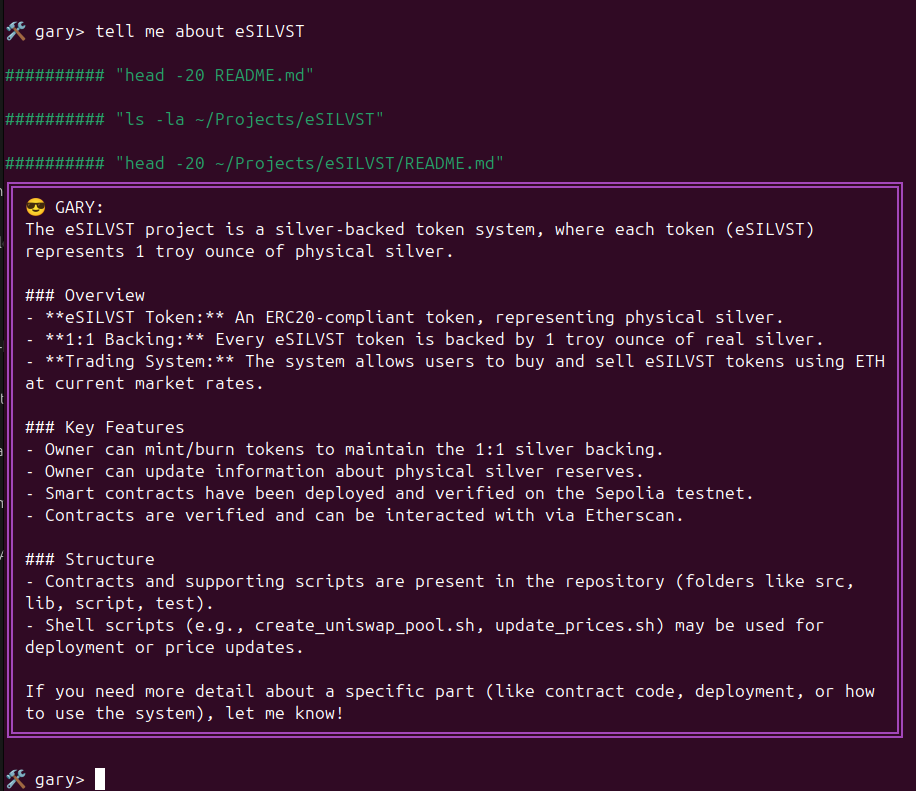 🛠 gary> tell me about eSILVST
########## "head -20 README.md"
########## "ls -la ~/Projects/eSILVST"
########## "head -20 ~/Projects/eSILVST/README.md"
😎 GARY:
The eSILVST project is a silver-backed token system, where each token (eSILVST)
represents 1 troy ounce of physical silver.
### Overview
- **eSILVST Token:** An ERC20-compliant token, representing physical silver.
- **1:1 Backing:** Every eSILVST token is backed by 1 troy ounce of real silver.
- **Trading System:** The system allows users to buy and sell eSILVST tokens using ETH
at current market rates.
### Key Features
- Owner can mint/burn tokens to maintain the 1:1 silver backing.
- Owner can update information about physical silver reserves.
- Smart contracts have been deployed and verified on the Sepolia testnet.
- Contracts are verified and can be interacted with via Etherscan.
### Structure
- Contracts and supporting scripts are present in the repository (folders like src,
lib, script, test).
- Shell scripts (e.g., create_uniswap_pool.sh, update_prices.sh) may be used for
deployment or price updates.
If you need more detail about a specific part (like contract code, deployment, or how
to use the system), let me know!
🛠 gary>